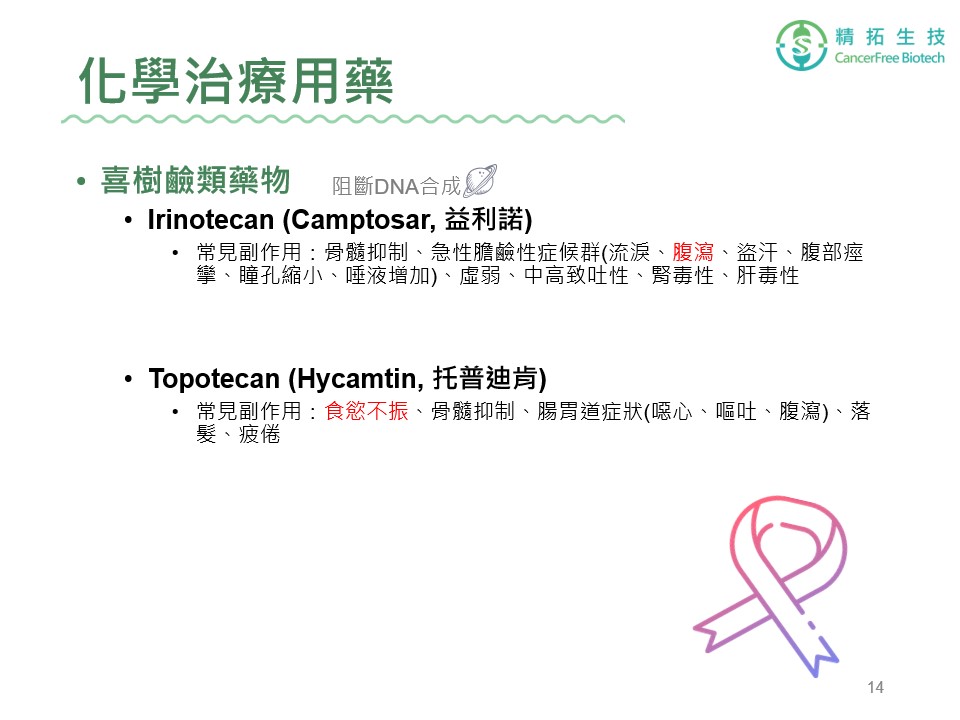 精拓生技
CancerFree Biotech
化學治療用藥
• 喜樹鹼類藥物 阻斷DNA合成
• Irinotecan (Camptosar, 益利諾)
• 常見副作用：骨髓抑制、急性膽鹼性症候群(流淚、腹瀉、盜汗、腹部痙
攣、瞳孔縮小、唾液增加)、虛弱、中高致吐性、腎毒性、肝毒性
• Topotecan (Hycamtin, 托普迪肯)
• 常見副作用：食慾不振、骨髓抑制、腸胃道症狀(噁心、嘔吐、腹瀉)、落
髮、疲倦
14